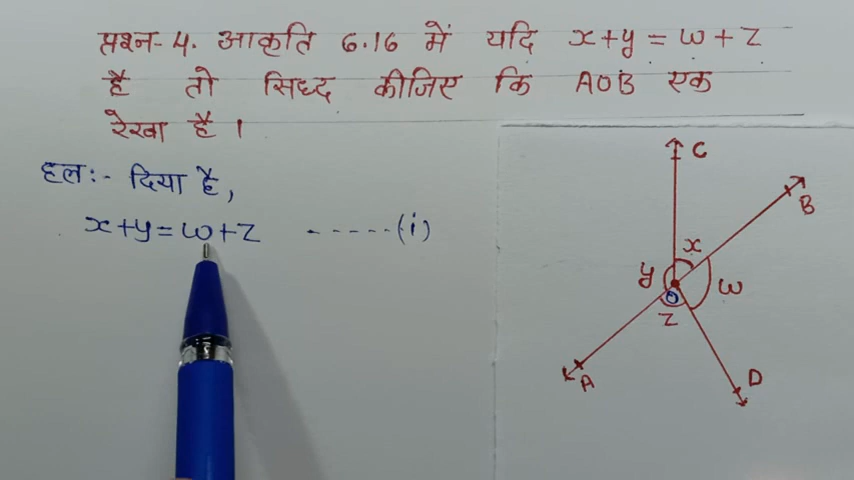 प्रश्न-4. आकृति 6.16 में यदि x+y = w+z
है तो सिध्द कीजिए कि AOB एक
रेखा है।
हल:- दिया है,
x+y=w+z -----(i)
C
B
x
y
w
O
z
A
D